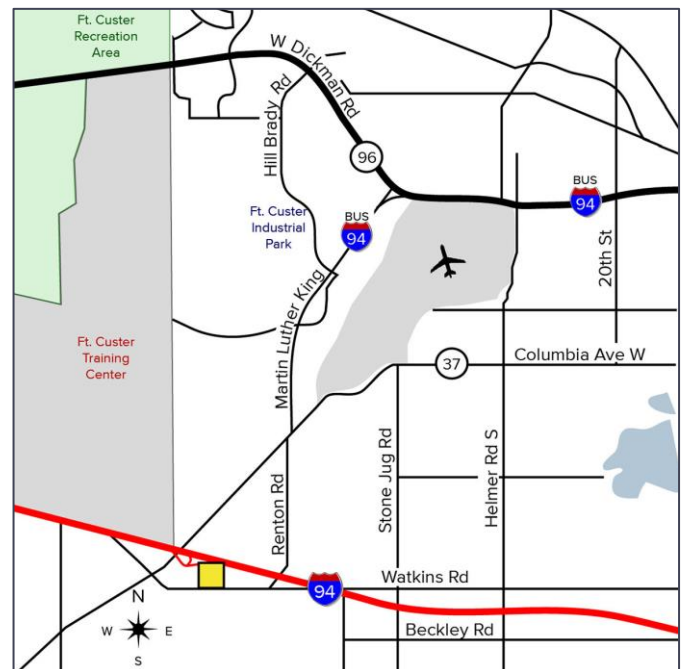 Ft. Custer
Recreation
Area
W Dickman Rd
Hill Brady Rd
96
BUS
94
BUS
94
Ft. Custer
Industrial
Park
20th St
Martin Luther King
Ft. Custer
Training
Center
37
Columbia Ave W
Stone Jug Rd
Helmer Rd S
Renton Rd
94
Watkins Rd
Beckley Rd
N
W
E
S